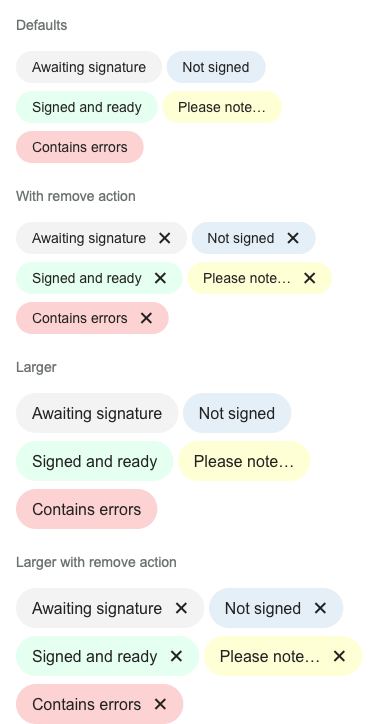 Defaults
Awaiting signature Not signed
Signed and ready Please note…
Contains errors
With remove action
Awaiting signature Not signed
Signed and ready Please note…
Contains errors
Larger
Awaiting signature Not signed
Signed and ready Please note…
Contains errors
Larger with remove action
Awaiting signature Not signed
Signed and ready Please note…
Contains errors